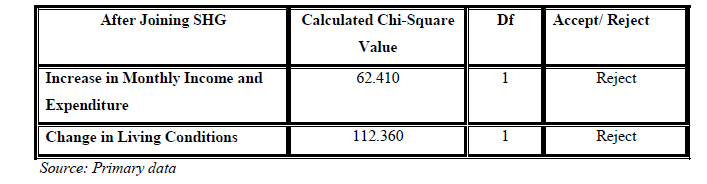 After Joining SHG Calculated Chi-Square Df Accept/ Reject
Value
Increase in Monthly Income and 62.410 1 Reject
Expenditure
Change in Living Conditions 112.360 1 Reject
Source: Primary data